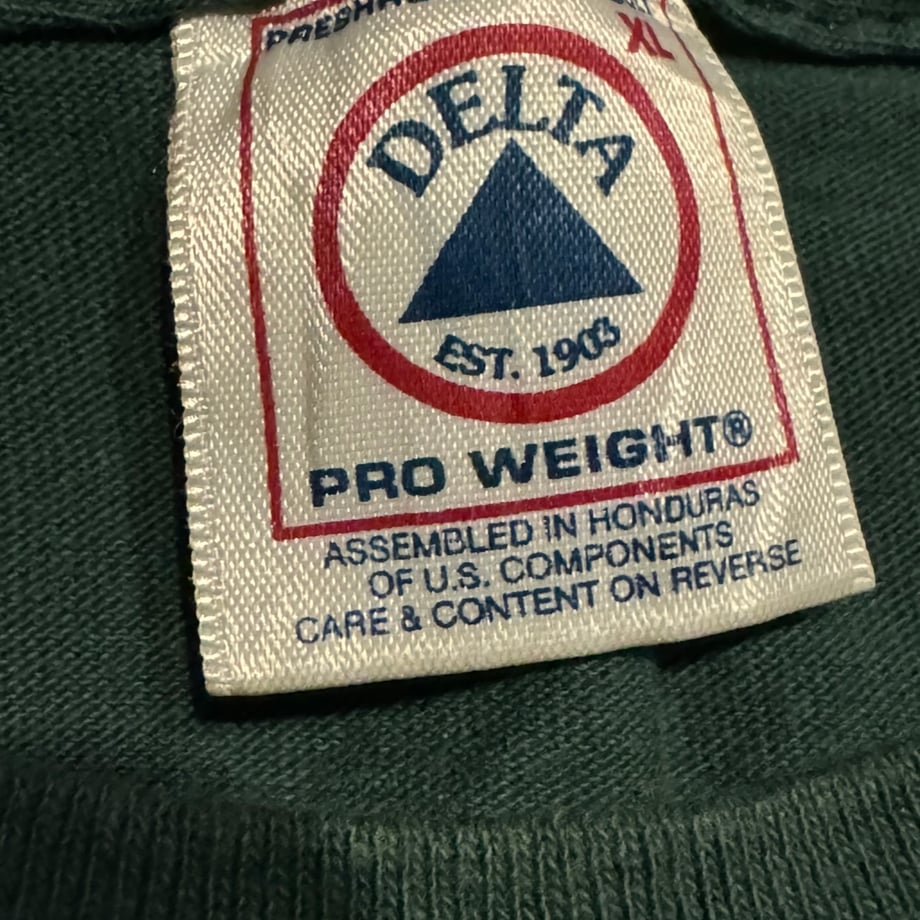 XL
DELTA
EST. 1903
PRO WEIGHT®
ASSEMBLED IN HONDURAS
OF U.S. COMPONENTS
CARE & CONTENT ON REVERSE